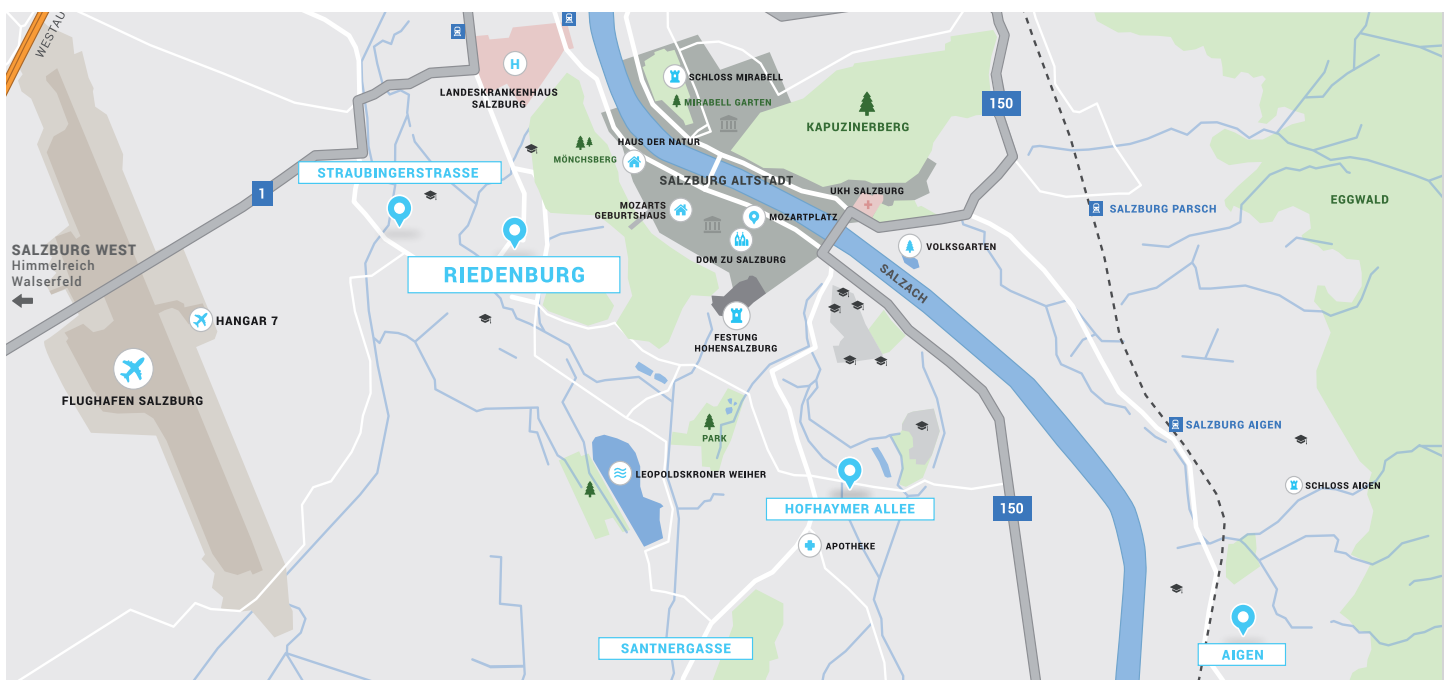 WESTAU
LANDESKRANKENHAUS
SALZBURG
H
SCHLOSS MIRABELL
MIRABELL GARTEN
KAPUZINERBERG
150
HAUS DER NATUR
MÖNCHSBERG
STRAUBINGERSTRASSE
SALZBURG ALTSTADT
UKH SALZBURG
1
MOZARTS
GEBURTSHAUS
MOZARTPLATZ
SALZBURG PARSCH
EGGWALD
SALZBURG WEST
Himmelreich
Walserfeld
RIEDENBURG
DOM ZU SALZBURG
VOLKSGARTEN
SALZACH
HANGAR 7
FESTUNG
HOHENSALZBURG
FLUGHAFEN SALZBURG
PARK
SALZBURG AIGEN
LEOPOLDSKRONER WEIHER
SCHLOSS AIGEN
HOFHAYMER ALLEE
150
APOTHEKE
SANTNERGASSE
AIGEN